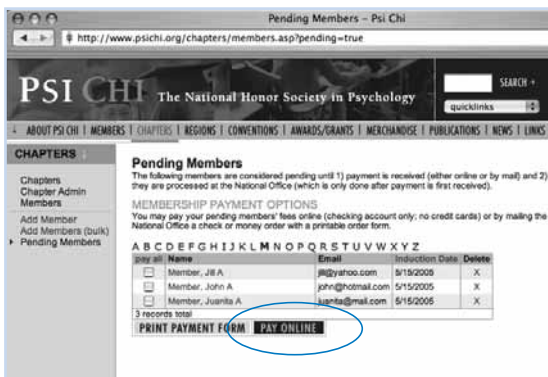 Pending Members – Psi Chi
http://www.psichi.org/chapters/members.asp?pending=true
PSI CHI The National Honor Society in Psychology
SEARCH
quicklinks
ABOUT PSI CHI | MEMBERS | CHAPTERS | REGIONS | CONVENTIONS | AWARDS/GRANTS | MERCHANDISE | PUBLICATIONS | NEWS | LINKS
CHAPTERS
Chapters
Chapter Admin
Members
Add Member
Add Members (bulk)
Pending Members
Pending Members
The following members are considered pending until 1) payment is received (either online or by mail) and 2)
they are processed at the National Office (which is only done after payment is first received).
MEMBERSHIP PAYMENT OPTIONS
You may pay your pending members' fees online (checking account only; no credit cards) or by mailing the
National Office a check or money order with a printable order form.
A B C D E F G H I J K L M N O P Q R S T U V W X Y Z
pay all Name Email Induction Date Delete
Member, Jill A jill@yahoo.com 5/15/2005 X
Member, John A john@hotmail.com 5/15/2005 X
Member, Juanita A juanita@mail.com 5/15/2005 X
3 records total
PRINT PAYMENT FORM PAY ONLINE